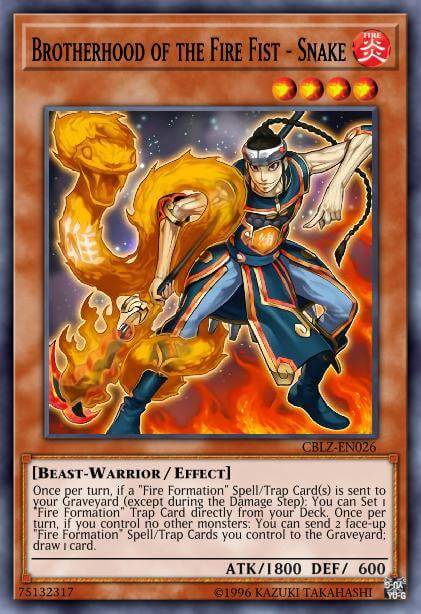 BROTHERHOOD OF THE FIRE FIST - SNAKE
FIRE
炎
CBLZ-EN026
[BEAST-WARRIOR / EFFECT]
Once per turn, if a "Fire Formation" Spell/Trap Card(s) is sent to
your Graveyard (except during the Damage Step): You can Set 1
"Fire Formation" Trap Card directly from your Deck. Once per
turn, if you control no other monsters: You can send 2 face-up
"Fire Formation" Spell/Trap Cards you control to the Graveyard;
draw 1 card.
ATK/1800 DEF/ 600
75132317
©1996 KAZUKI TAKAHASHI